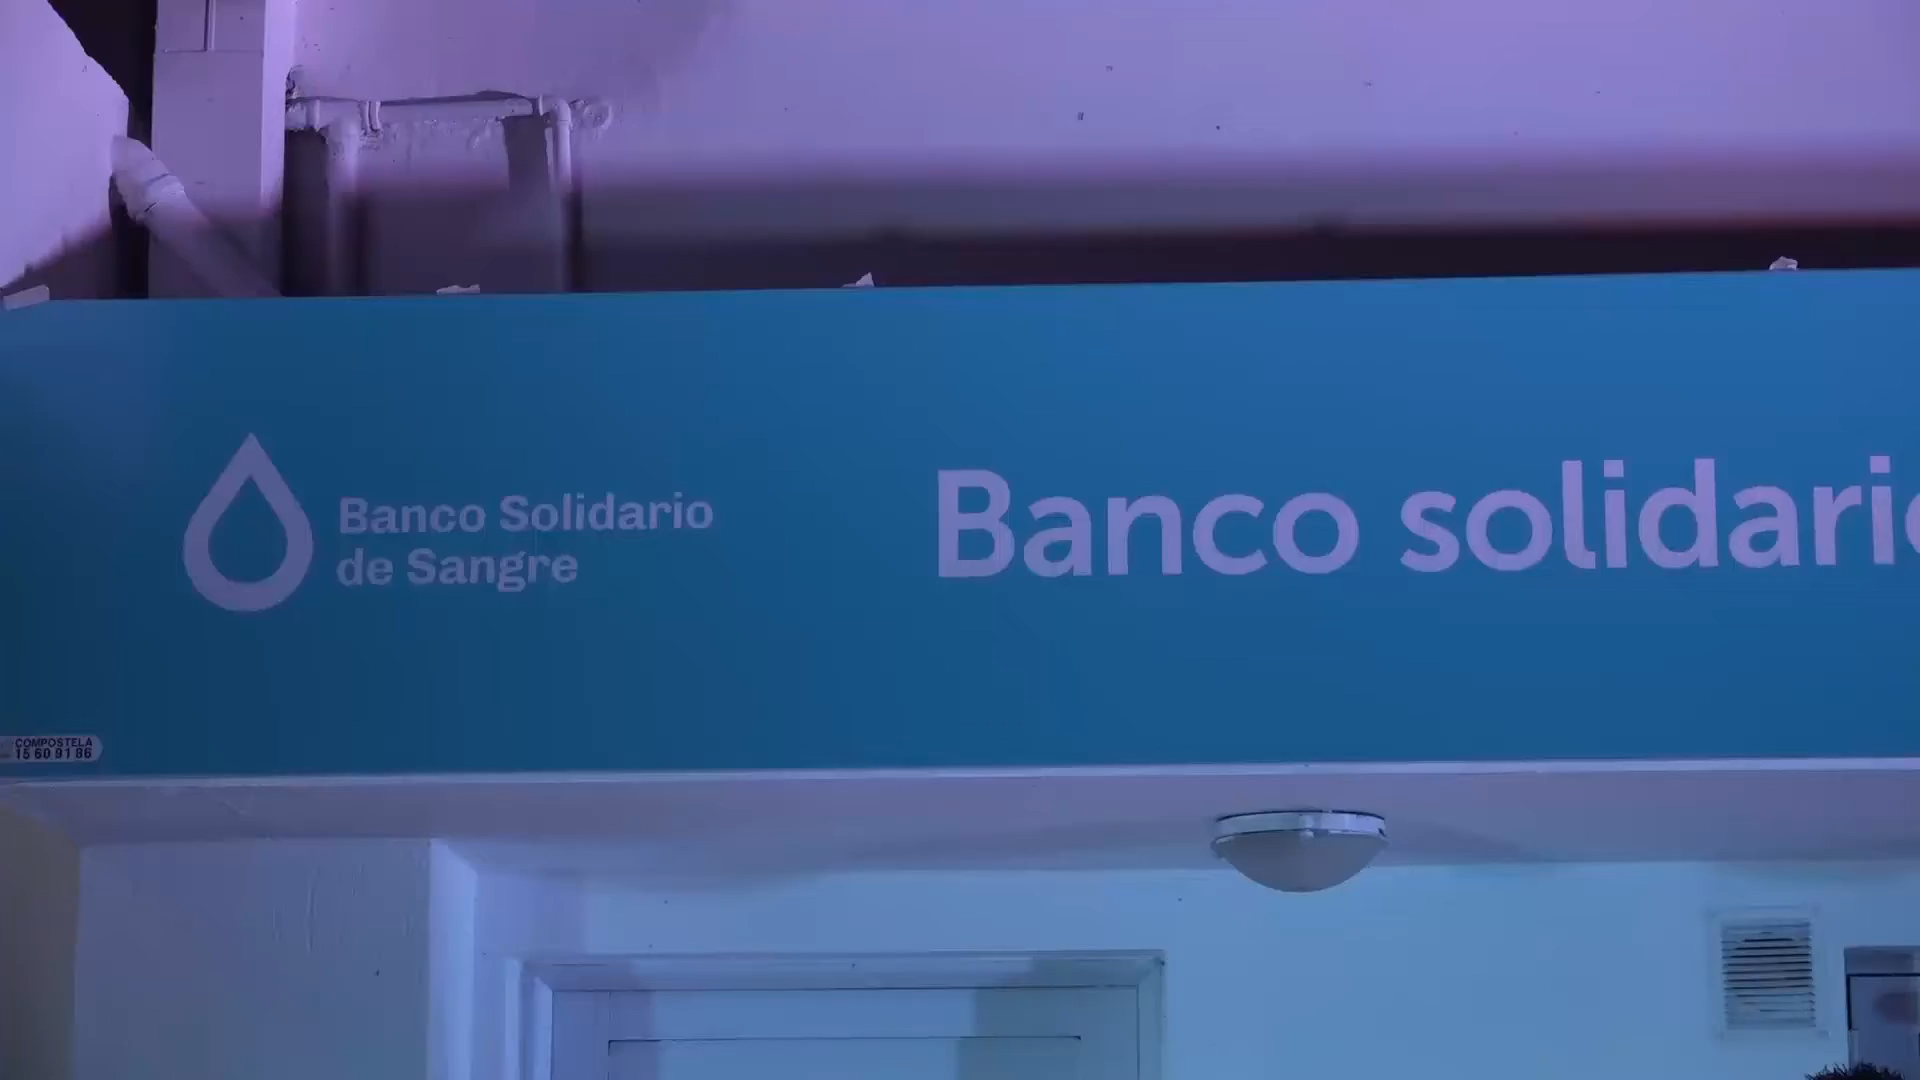 Banco Solidario
de Sangre
Banco solidario
COMPOSTELA
15 60 91 86